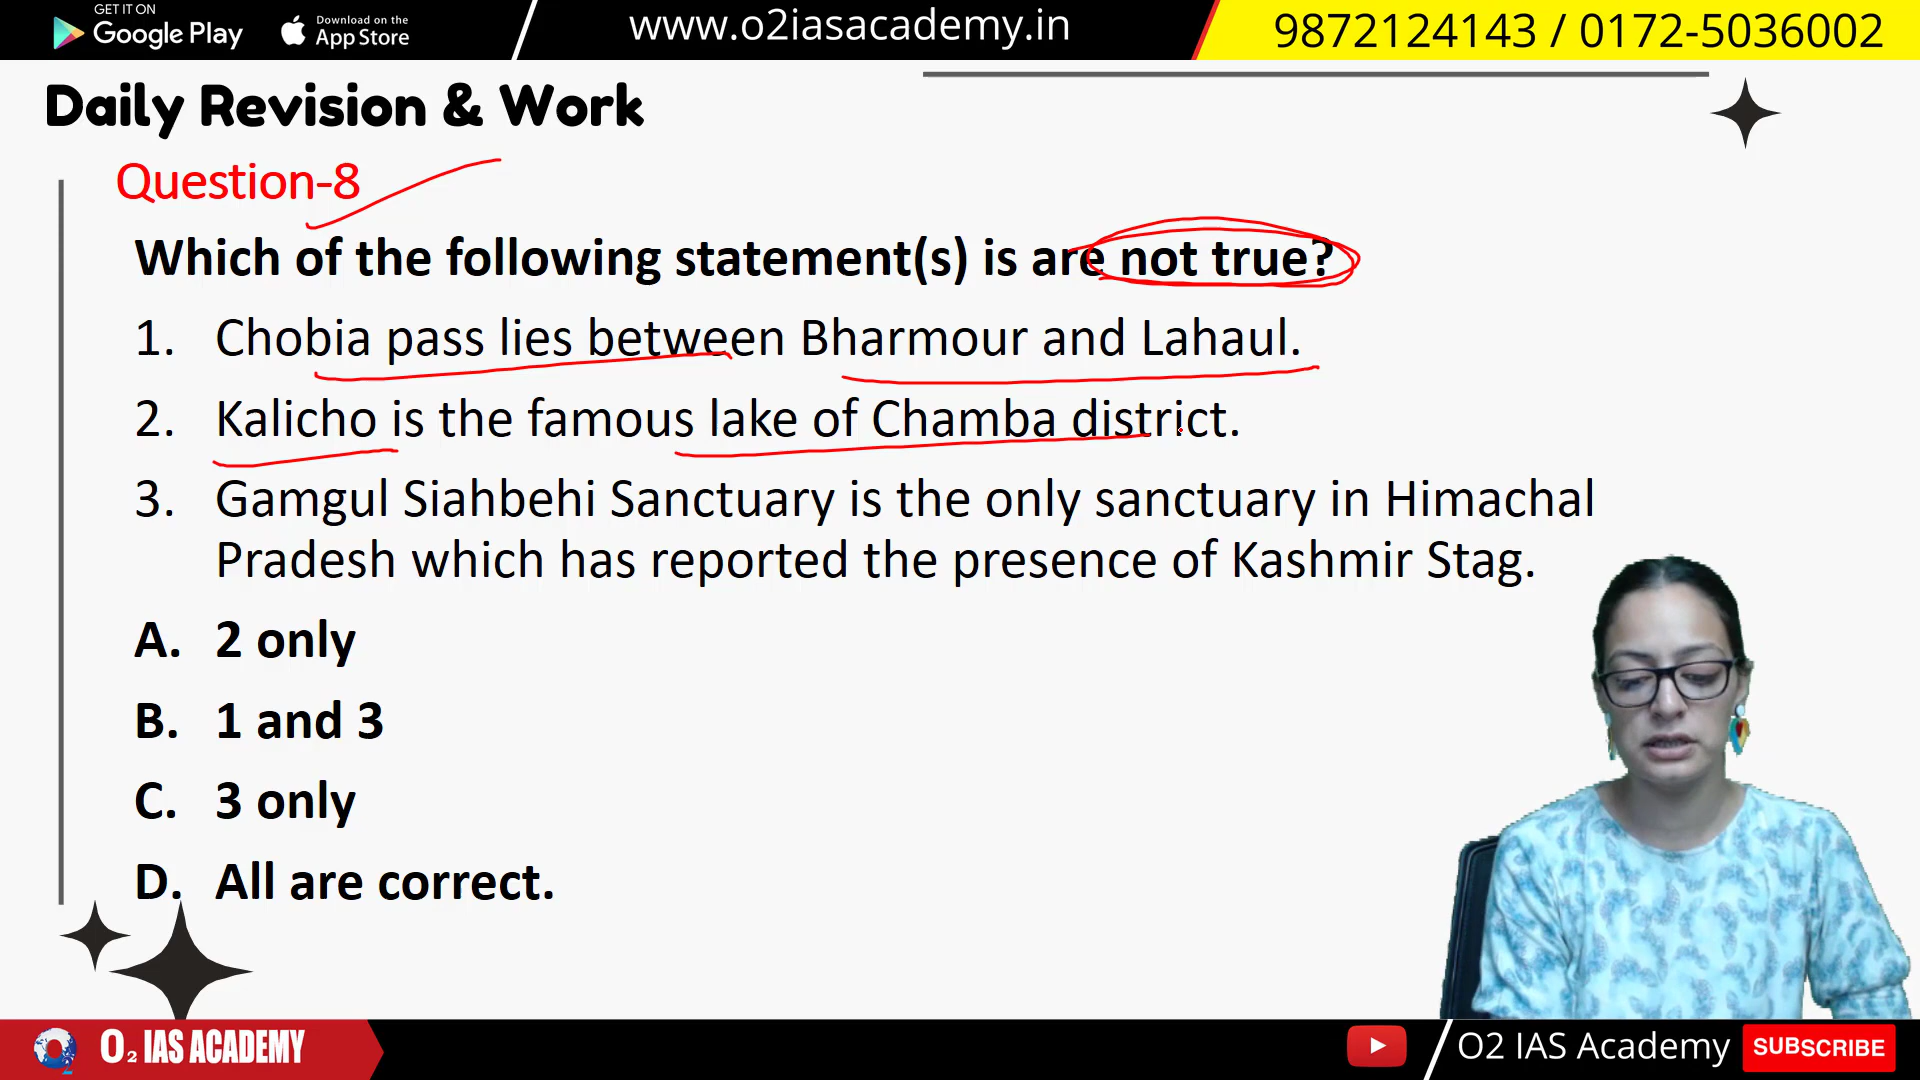 GET IT ON
Google Play
Download on the
App Store
www.o2iasacademy.in
9872124143 / 0172-5036002
Daily Revision & Work
Question-8
Which of the following statement(s) is are not true?
1. Chobia pass lies between Bharmour and Lahaul.
2. Kalicho is the famous lake of Chamba district.
3. Gamgul Siahbehi Sanctuary is the only sanctuary in Himachal
Pradesh which has reported the presence of Kashmir Stag.
A. 2 only
B. 1 and 3
C. 3 only
D. All are correct.
O2 IAS ACADEMY
O2 IAS Academy
SUBSCRIBE